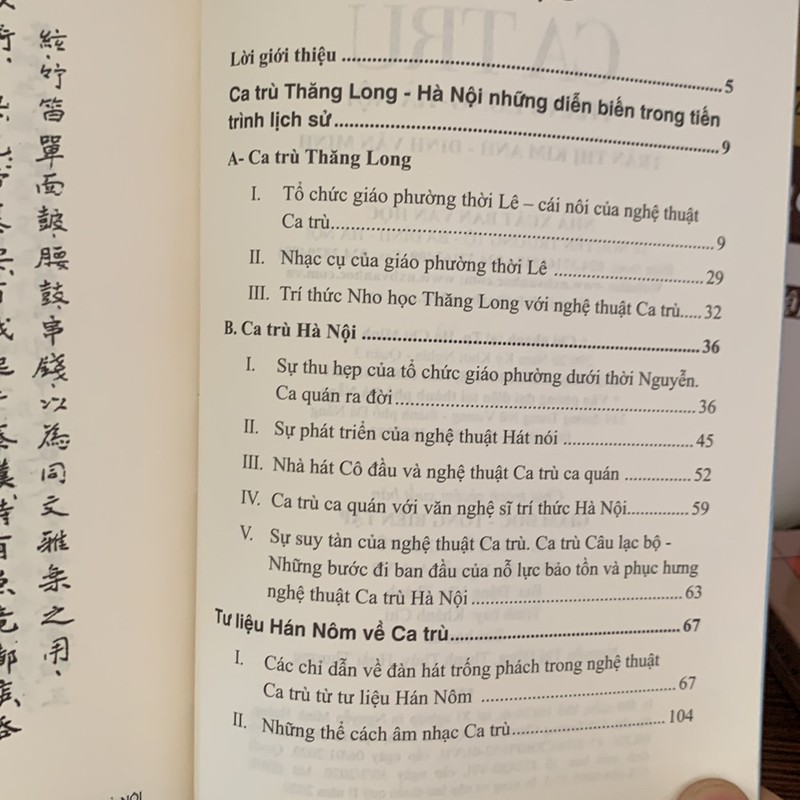 絃竹笛單面皷腰鼓串錢以為同文雅樂之用
Lời giới thiệu ..... 5
Ca trù Thăng Long - Hà Nội những diễn biến trong tiến
trình lịch sử ..... 9
A- Ca trù Thăng Long
I. Tổ chức giáo phường thời Lê – cái nôi của nghệ thuật
Ca trù ..... 9
II. Nhạc cụ của giáo phường thời Lê ..... 29
III. Trí thức Nho học Thăng Long với nghệ thuật Ca trù..... 32
B. Ca trù Hà Nội ..... 36
I. Sự thu hẹp của tổ chức giáo phường dưới thời Nguyễn.
Ca quán ra đời ..... 36
II. Sự phát triển của nghệ thuật Hát nói ..... 45
III. Nhà hát Cô đầu và nghệ thuật Ca trù ca quán ..... 52
IV. Ca trù ca quán với văn nghệ sĩ trí thức Hà Nội..... 59
V. Sự suy tàn của nghệ thuật Ca trù. Ca trù Câu lạc bộ -
Những bước đi ban đầu của nỗ lực bảo tồn và phục hưng
nghệ thuật Ca trù Hà Nội ..... 63
Tư liệu Hán Nôm về Ca trù..... 67
I. Các chỉ dẫn về đàn hát trống phách trong nghệ thuật
Ca trù từ tư liệu Hán Nôm ..... 67
II. Những thể cách âm nhạc Ca trù..... 104